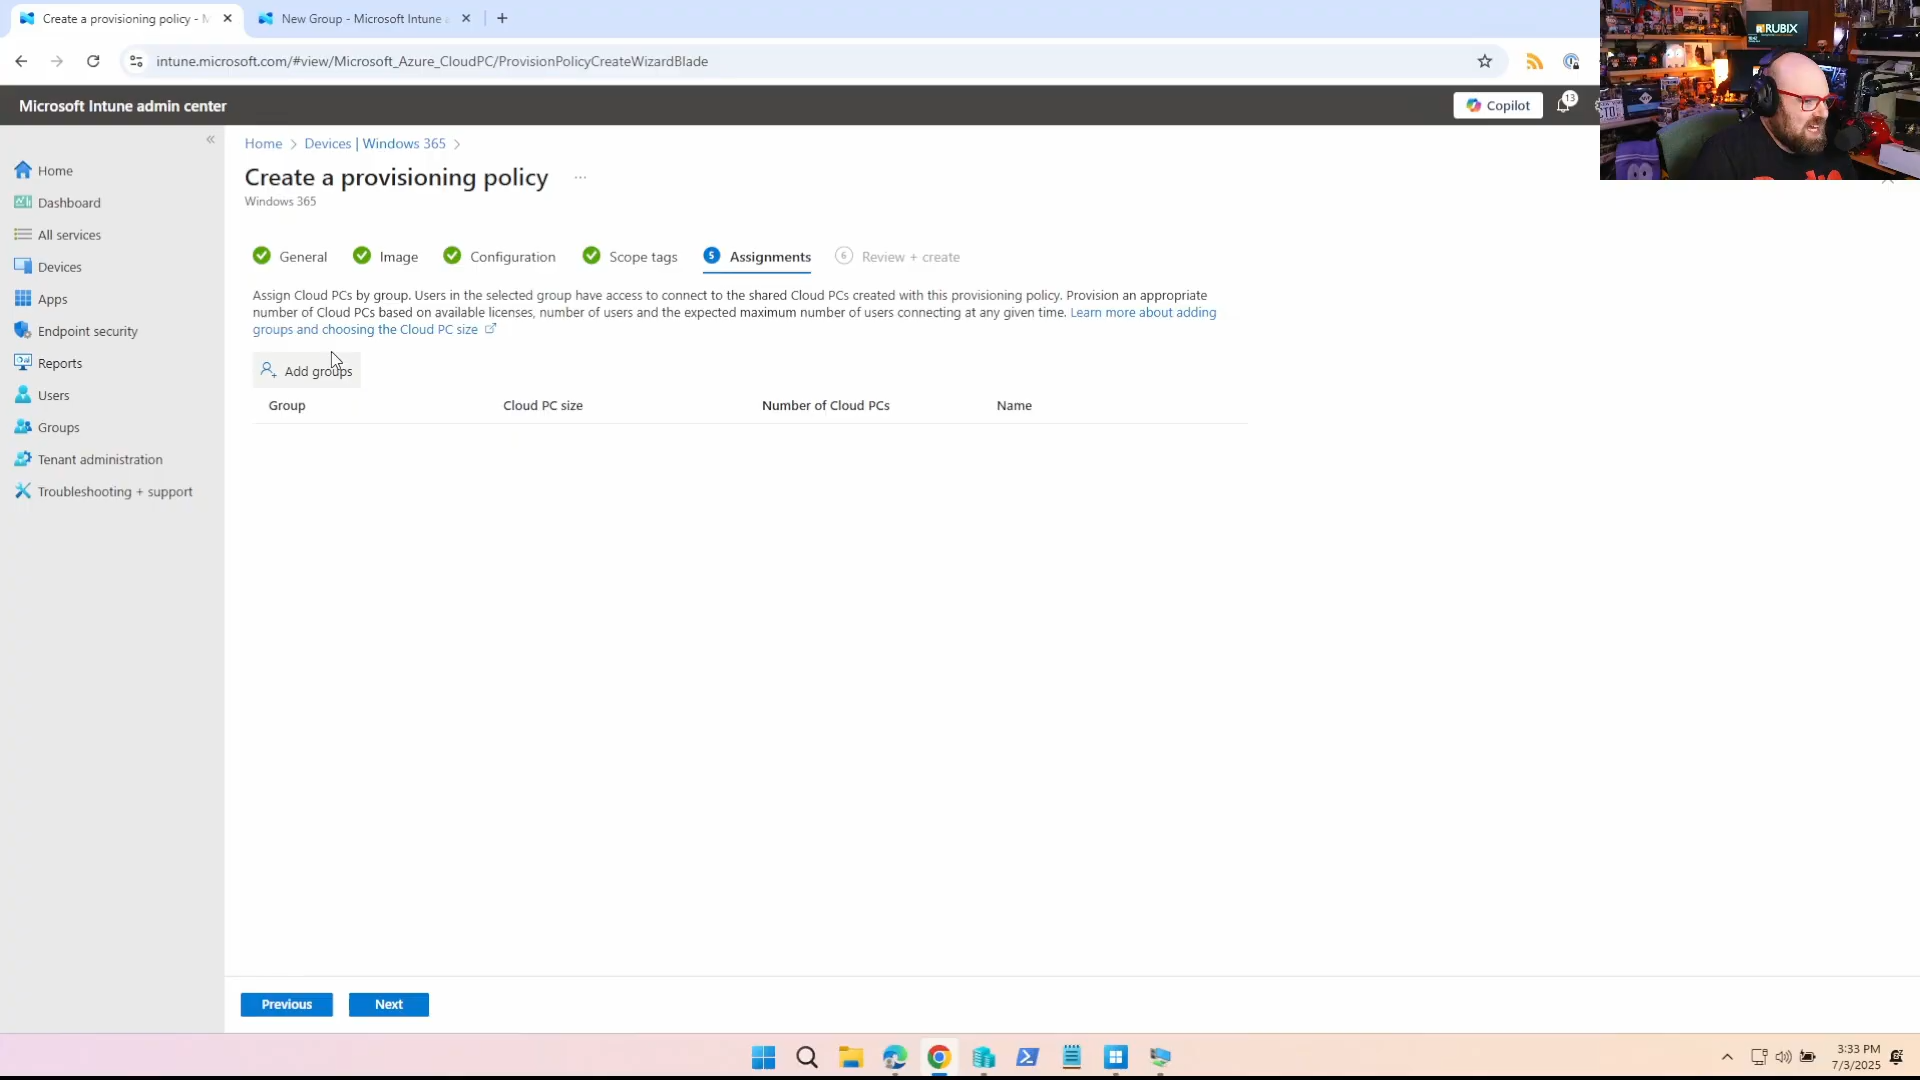 Create a provisioning policy - M
New Group - Microsoft Intune a
intune.microsoft.com/#view/Microsoft_Azure_CloudPC/ProvisionPolicyCreateWizardBlade
RUBIX
Microsoft Intune admin center
Copilot
13
Home
Dashboard
All services
Devices
Apps
Endpoint security
Reports
Users
Groups
Tenant administration
Troubleshooting + support
Home > Devices | Windows 365 >
Create a provisioning policy ...
Windows 365
General
Image
Configuration
Scope tags
5 Assignments
6 Review + create
Assign Cloud PCs by group. Users in the selected group have access to connect to the shared Cloud PCs created with this provisioning policy. Provision an appropriate
number of Cloud PCs based on available licenses, number of users and the expected maximum number of users connecting at any given time. Learn more about adding
groups and choosing the Cloud PC size
Add groups
Group Cloud PC size Number of Cloud PCs Name
Previous Next
3:33 PM
7/3/2025